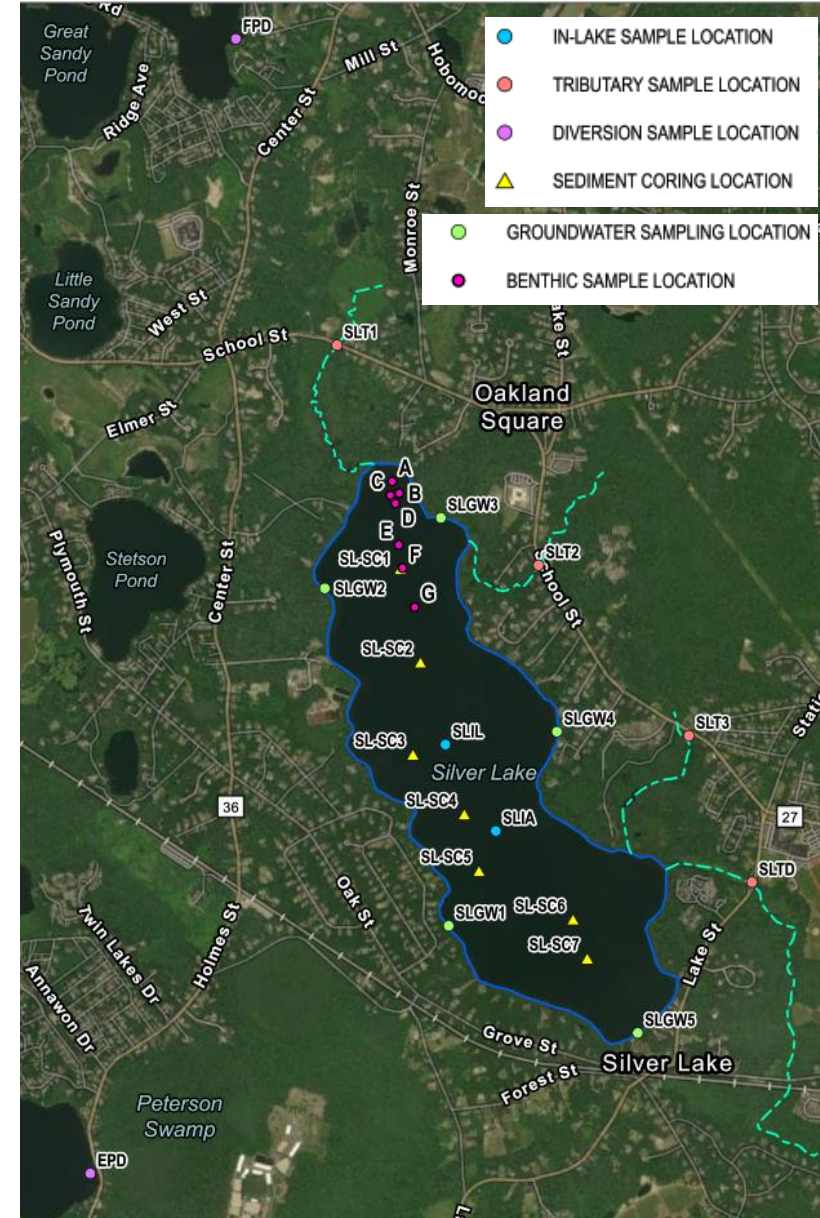 Great
Sandy
Pond
Rd
FPD
Mill St
Ridge Ave
Center St
IN-LAKE SAMPLE LOCATION
TRIBUTARY SAMPLE LOCATION
DIVERSION SAMPLE LOCATION
SEDIMENT CORING LOCATION
GROUNDWATER SAMPLING LOCATION
BENTHIC SAMPLE LOCATION
Monroe St
Little
Sandy
Pond
West St
School St
SLT1
Elmer St
Oakland
Square
A
C
B
D
SLGW3
E
F
SL-SC1
SLT2
School St
Stetson
Pond
Plymouth St
Center St
SLGW2
G
SL-SC2
SLIL
SLGW4
SLT3
SL-SC3
Silver Lake
36
SL-SC4
SLIA
27
SL-SC5
SLTD
Oak St
SL-SC6
SLGW1
SL-SC7
Lake St
Twin Lakes Dr
Holmes St
Annawon Dr
Grove St
SLGW5
Silver Lake
Forest St
Peterson
Swamp
EPD